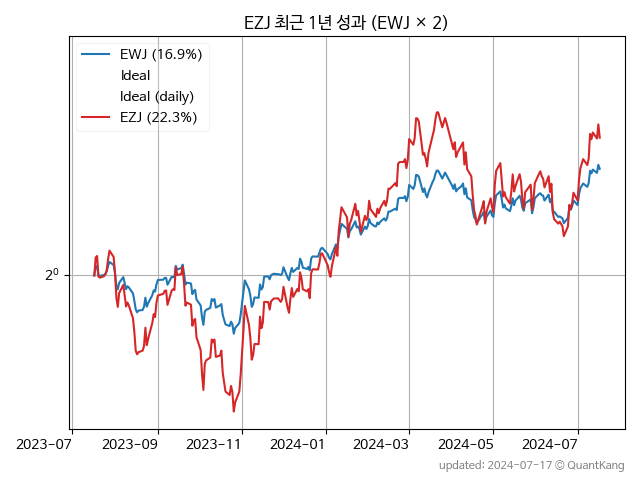 EZJ 최근 1년 성과 (EWJ × 2)
EWJ (16.9%)
Ideal
Ideal (daily)
EZJ (22.3%)
2⁰
2023-07 2023-09 2023-11 2024-01 2024-03 2024-05 2024-07
updated: 2024-07-17 © QuantKang